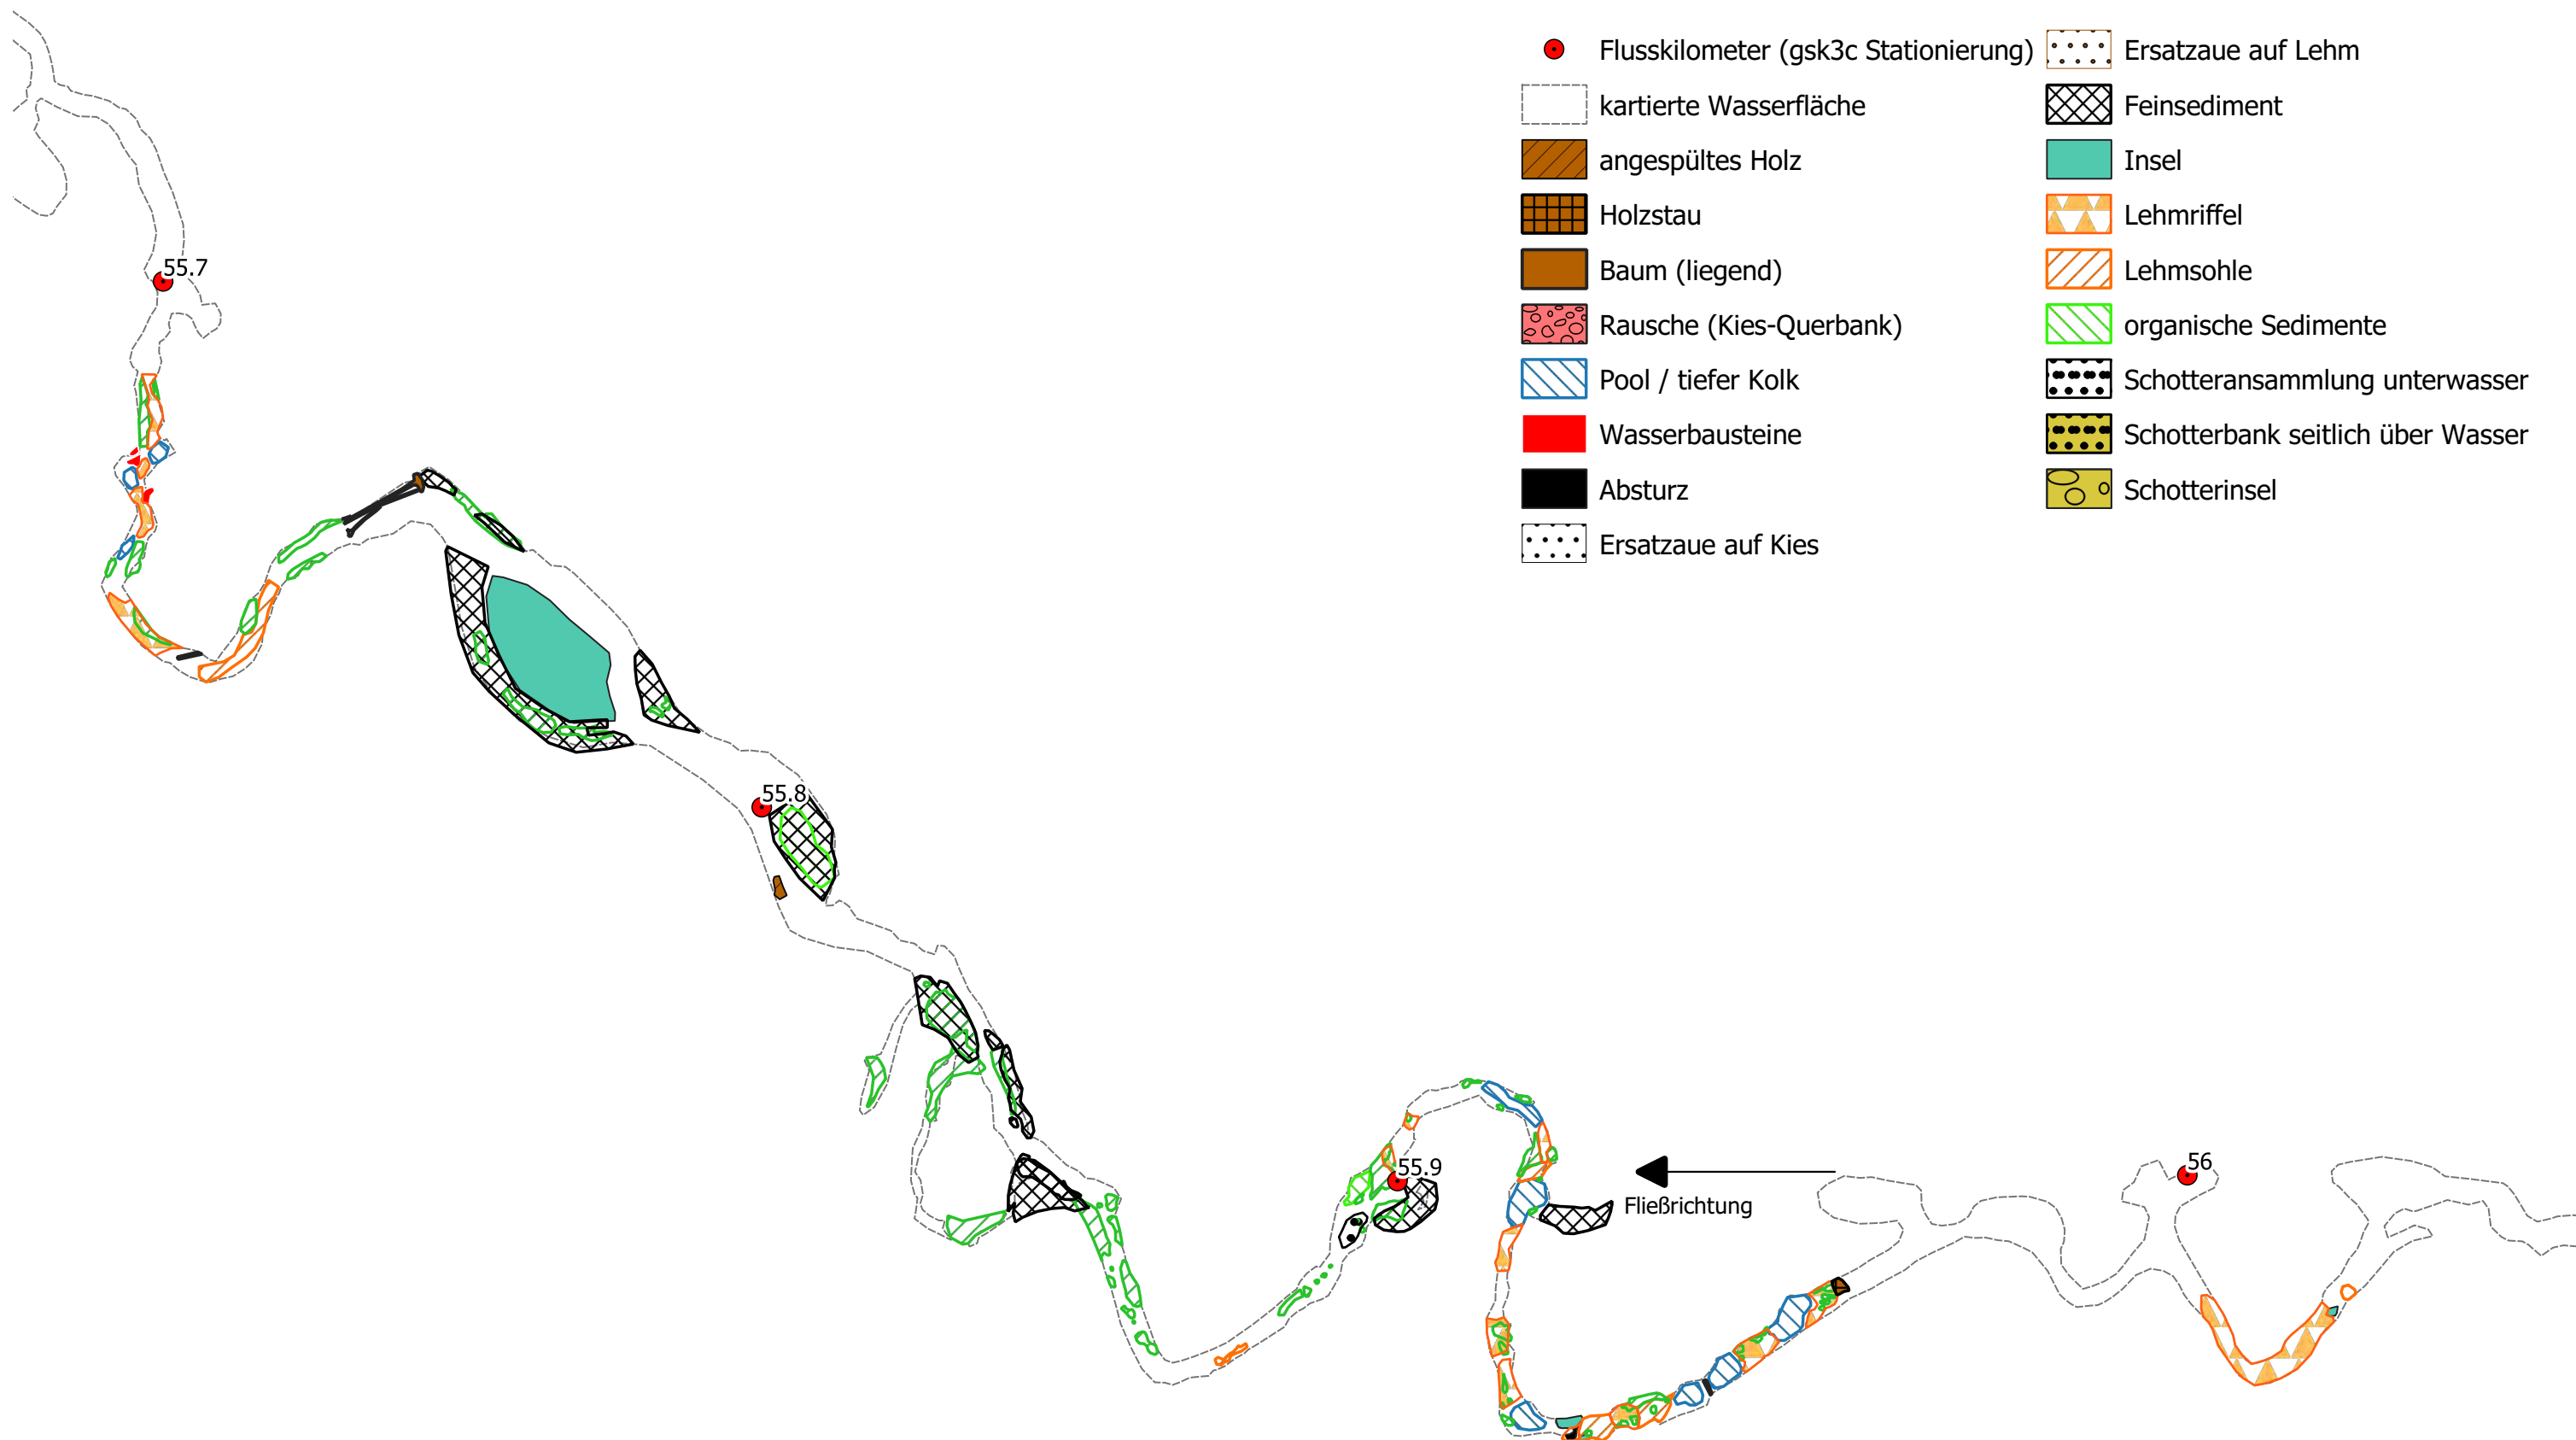 Flusskilometer (gsk3c Stationierung)
kartierte Wasserfläche
angespültes Holz
Holzstau
Baum (liegend)
Rausche (Kies-Querbank)
Pool / tiefer Kolk
Wasserbausteine
Absturz
Ersatzaue auf Kies
Ersatzaue auf Lehm
Feinsediment
Insel
Lehmriffel
Lehmsohle
organische Sedimente
Schotteransammlung unterwasser
Schotterbank seitlich über Wasser
Schotterinsel
55.7
55.8
55.9
56
Fließrichtung